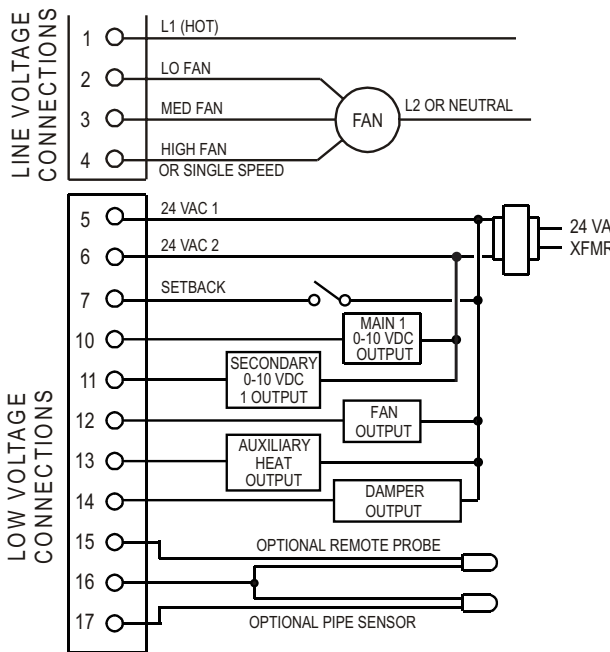 LINE VOLTAGE
CONNECTIONS
1 L1 (HOT)
2 LO FAN
3 MED FAN
FAN
L2 OR NEUTRAL
4 HIGH FAN
OR SINGLE SPEED
LOW VOLTAGE
CONNECTIONS
5 24 VAC 1
6 24 VAC 2
24 VA
XFMR
7 SETBACK
10
MAIN 1
0-10 VDC
OUTPUT
11
SECONDARY
0-10 VDC
1 OUTPUT
12
FAN
OUTPUT
13
AUXILIARY
HEAT
OUTPUT
14
DAMPER
OUTPUT
15 OPTIONAL REMOTE PROBE
16
17 OPTIONAL PIPE SENSOR